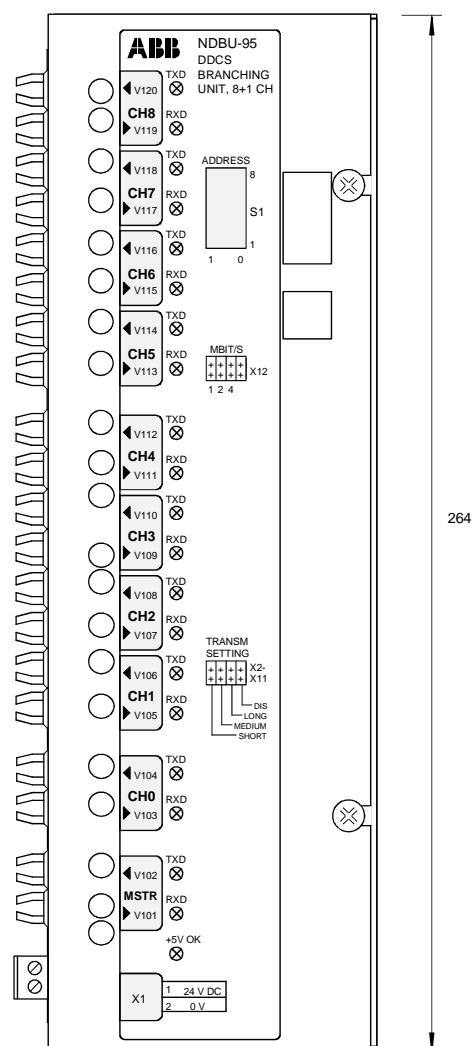 ABB NDBU-95
DDCS
BRANCHING
UNIT, 8+1 CH
TXD
V120
CH8 RXD
V119
TXD
V118
CH7 RXD
V117
ADDRESS
8
S1
1
1 0
TXD
V116
CH6 RXD
V115
TXD
V114
CH5 RXD
V113
MBIT/S
X12
1 2 4
TXD
V112
CH4 RXD
V111
TXD
V110
CH3 RXD
V109
264
TXD
V108
CH2 RXD
V107
TRANSM
SETTING
X2-
X11
DIS
LONG
MEDIUM
SHORT
TXD
V106
CH1 RXD
V105
TXD
V104
CH0 RXD
V103
TXD
V102
MSTR RXD
V101
+5V OK
X1
1 24 V DC
2 0 V